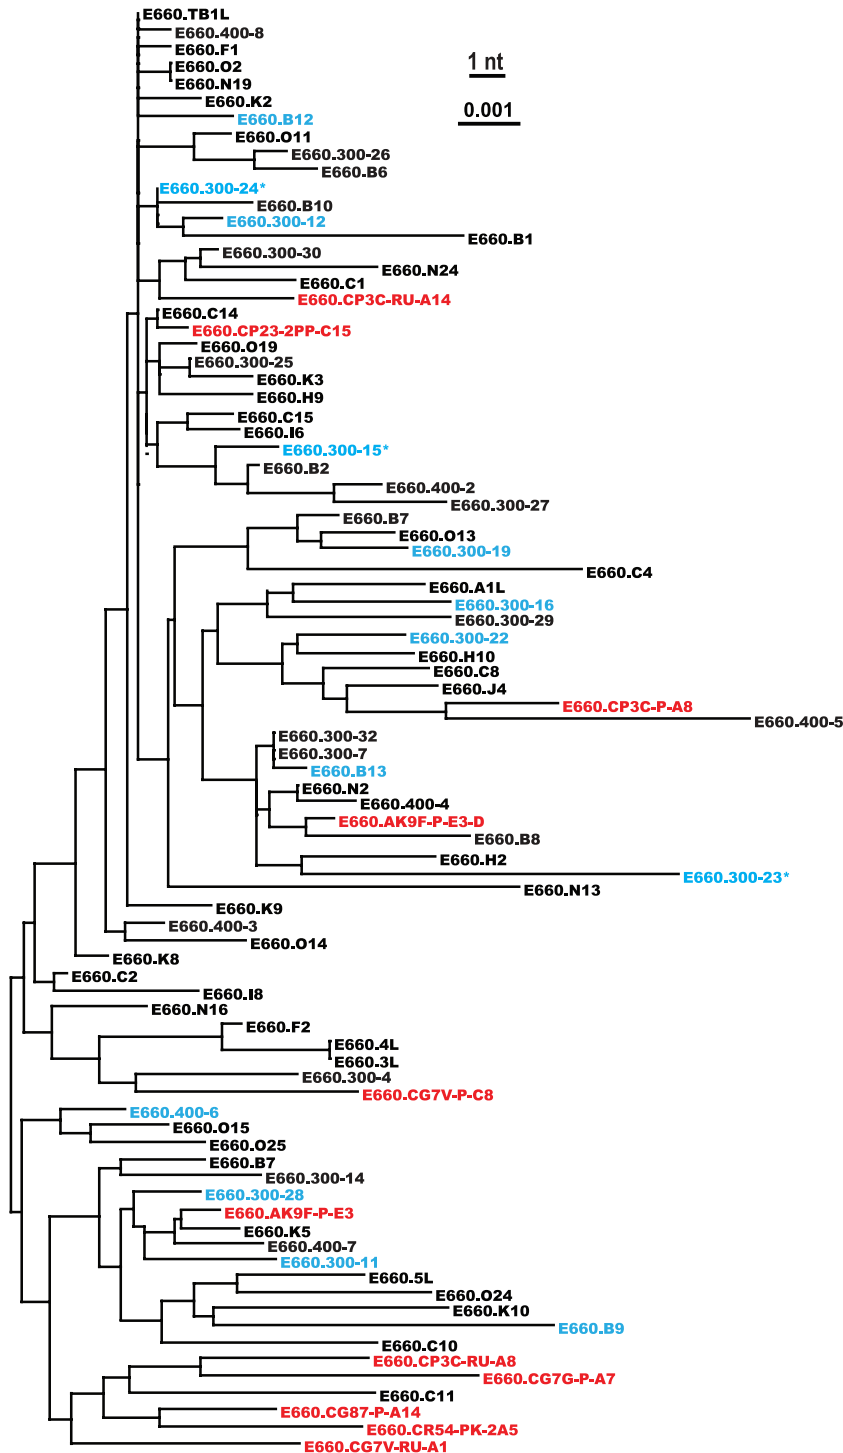 E660.TB1L
E660.400-8
E660.F1
1 nt
E660.O2
E660.N19
E660.K2
0.001
E660.B12
E660.O11
E660.300-26
E660.B6
E660.300-24*
E660.B10
E660.300-12
E660.B1
E660.300-30
E660.N24
E660.C1
E660.CP3C-RU-A14
E660.C14
E660.CP23-2PP-C15
E660.O19
E660.300-25
E660.K3
E660.H9
E660.C15
E660.I6
E660.300-15*
E660.B2
E660.400-2
E660.300-27
E660.B7
E660.O13
E660.300-19
E660.C4
E660.A1L
E660.300-16
E660.300-29
E660.300-22
E660.H10
E660.C8
E660.J4
E660.CP3C-P-A8
E660.400-5
E660.300-32
E660.300-7
E660.B13
E660.N2
E660.400-4
E660.AK9F-P-E3-D
E660.B8
E660.H2
E660.300-23*
E660.N13
E660.K9
E660.400-3
E660.O14
E660.K8
E660.C2
E660.I8
E660.N16
E660.F2
E660.4L
E660.3L
E660.300-4
E660.CG7V-P-C8
E660.400-6
E660.O15
E660.O25
E660.B7
E660.300-14
E660.300-28
E660.AK9F-P-E3
E660.K5
E660.400-7
E660.300-11
E660.5L
E660.O24
E660.K10
E660.B9
E660.C10
E660.CP3C-RU-A8
E660.CG7G-P-A7
E660.C11
E660.CG87-P-A14
E660.CR54-PK-2A5
E660.CG7V-RU-A1